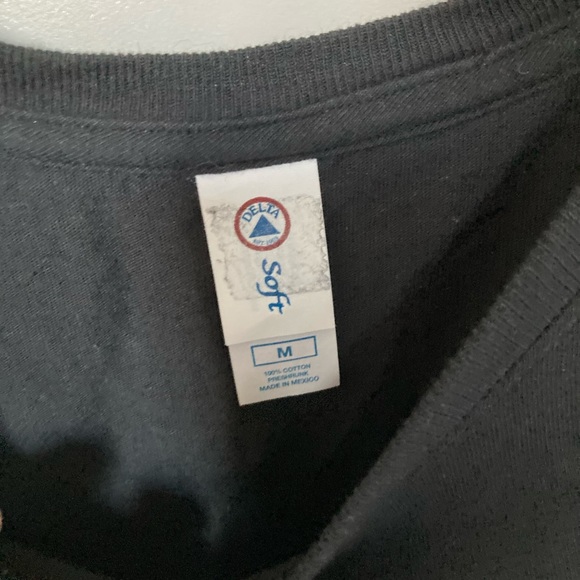 DELTA
Soft
M
100% COTTON
PRESHRUNK
MADE IN MEXICO